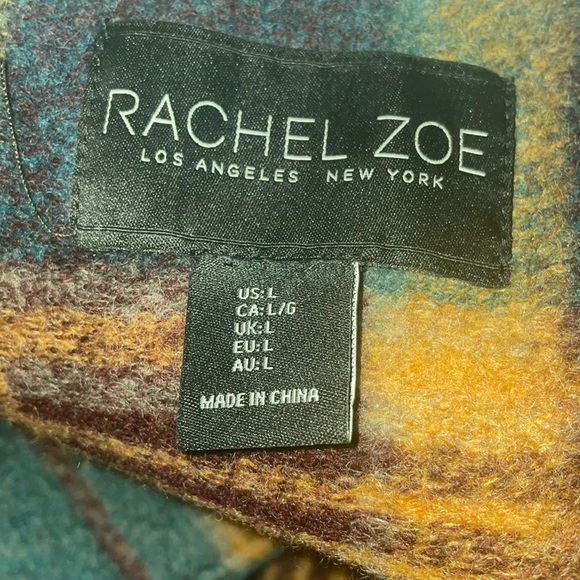 RACHEL ZOE
LOS ANGELES NEW YORK
US: L
CA: L/G
UK: L
EU: L
AU: L
MADE IN CHINA